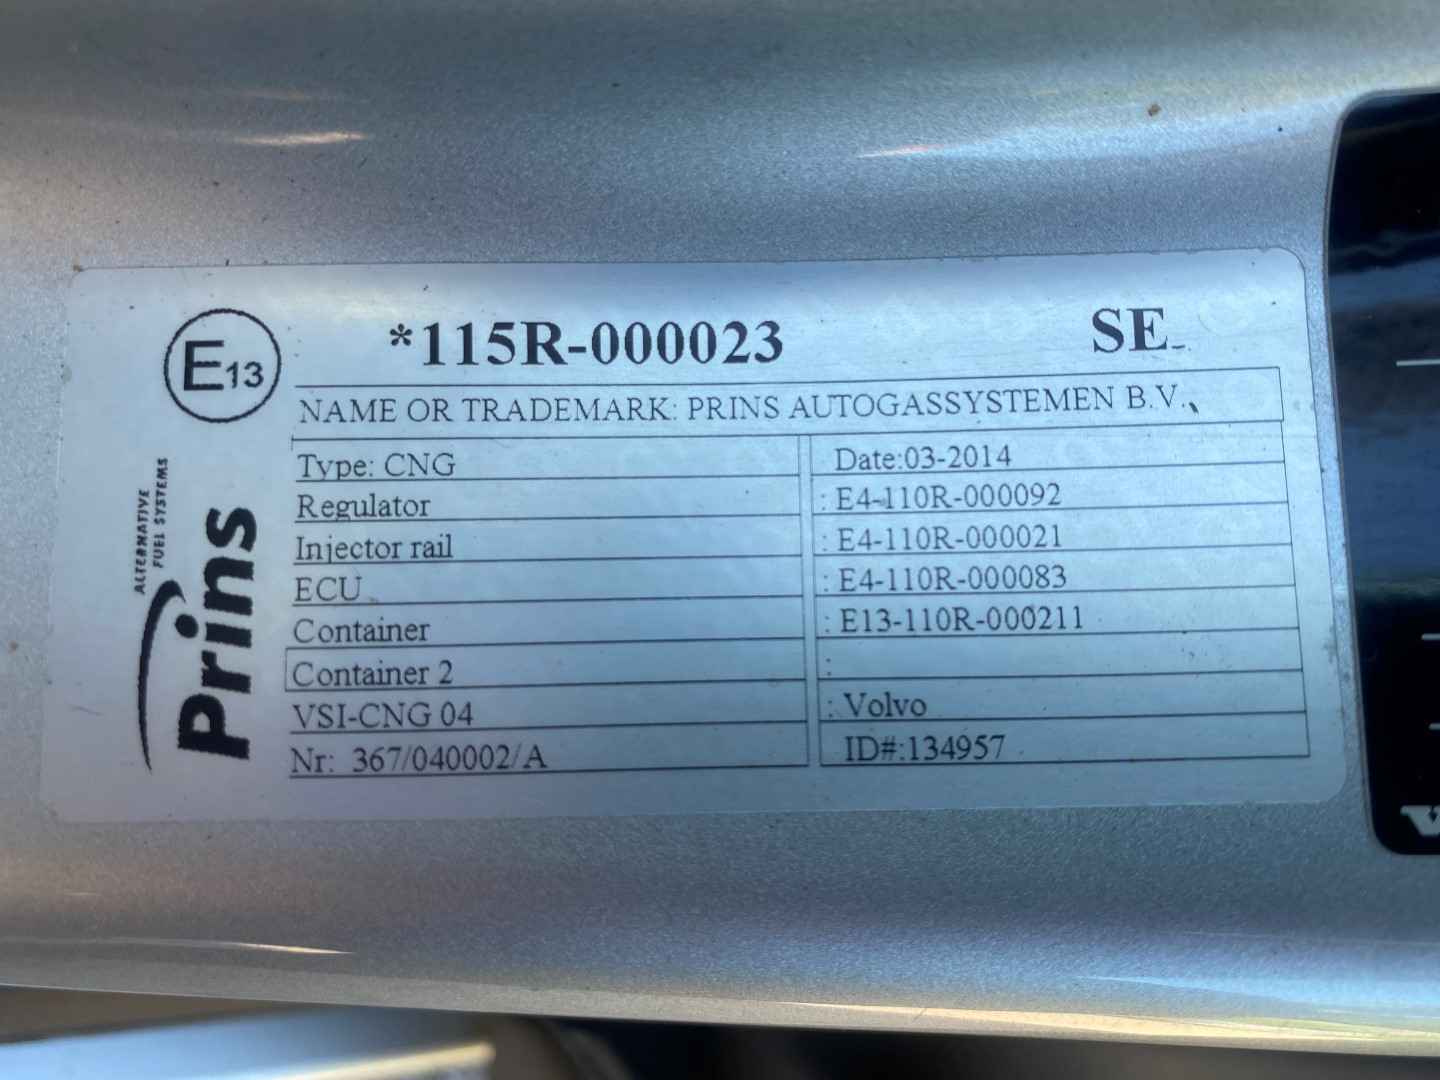 E13
*115R-000023 SE
NAME OR TRADEMARK: PRINS AUTOGASSYSTEMEN B.V.
Type: CNG Date:03-2014
Regulator : E4-110R-000092
Injector rail : E4-110R-000021
ECU : E4-110R-000083
Container : E13-110R-000211
Container 2 :
VSI-CNG 04 : Volvo
Nr: 367/040002/A ID#:134957
ALTERNATIVE
FUEL SYSTEMS
Prins